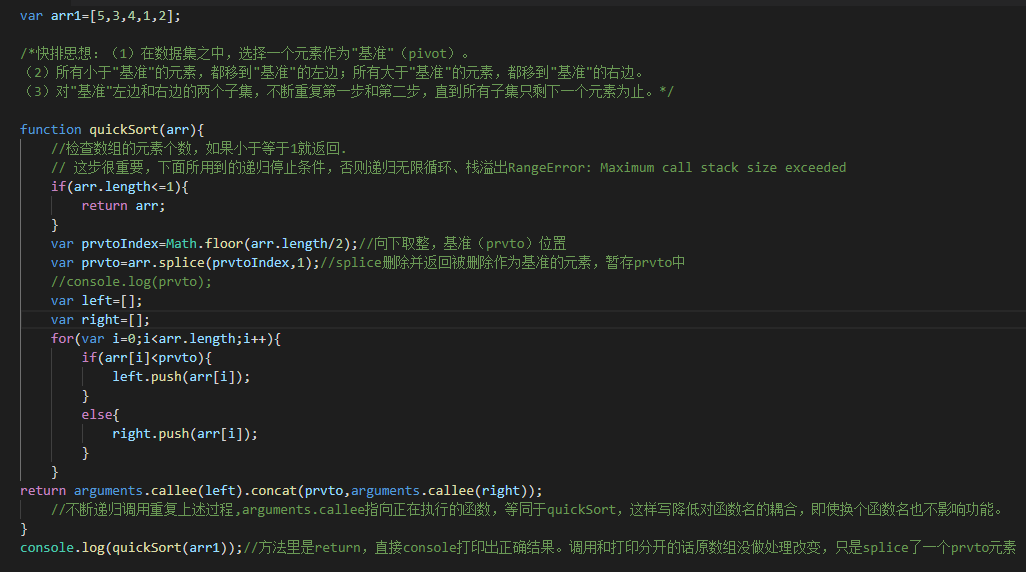 var arr1=[5,3,4,1,2];
/*快排思想：（1）在数据集之中，选择一个元素作为"基准"（pivot）。
（2）所有小于"基准"的元素，都移到"基准"的左边；所有大于"基准"的元素，都移到"基准"的右边。
（3）对"基准"左边和右边的两个子集，不断重复第一步和第二步，直到所有子集只剩下一个元素为止。*/
function quickSort(arr){
//检查数组的元素个数，如果小于等于1就返回.
// 这步很重要，下面所用到的递归停止条件，否则递归无限循环、栈溢出RangeError: Maximum call stack size exceeded
if(arr.length<=1){
return arr;
}
var prvtoIndex=Math.floor(arr.length/2);//向下取整，基准（prvto）位置
var prvto=arr.splice(prvtoIndex,1);//splice删除并返回被删除作为基准的元素，暂存prvto中
//console.log(prvto);
var left=[];
var right=[];
for(var i=0;i<arr.length;i++){
if(arr[i]<prvto){
left.push(arr[i]);
}
else{
right.push(arr[i]);
}
}
return arguments.callee(left).concat(prvto,arguments.callee(right));
//不断递归调用重复上述过程,arguments.callee指向正在执行的函数，等同于quickSort，这样写降低对函数名的耦合，即使换个函数名也不影响功能。
}
console.log(quickSort(arr1));//方法里是return，直接console打印出正确结果。调用和打印分开的话原数组没做处理改变，只是splice了一个prvto元素